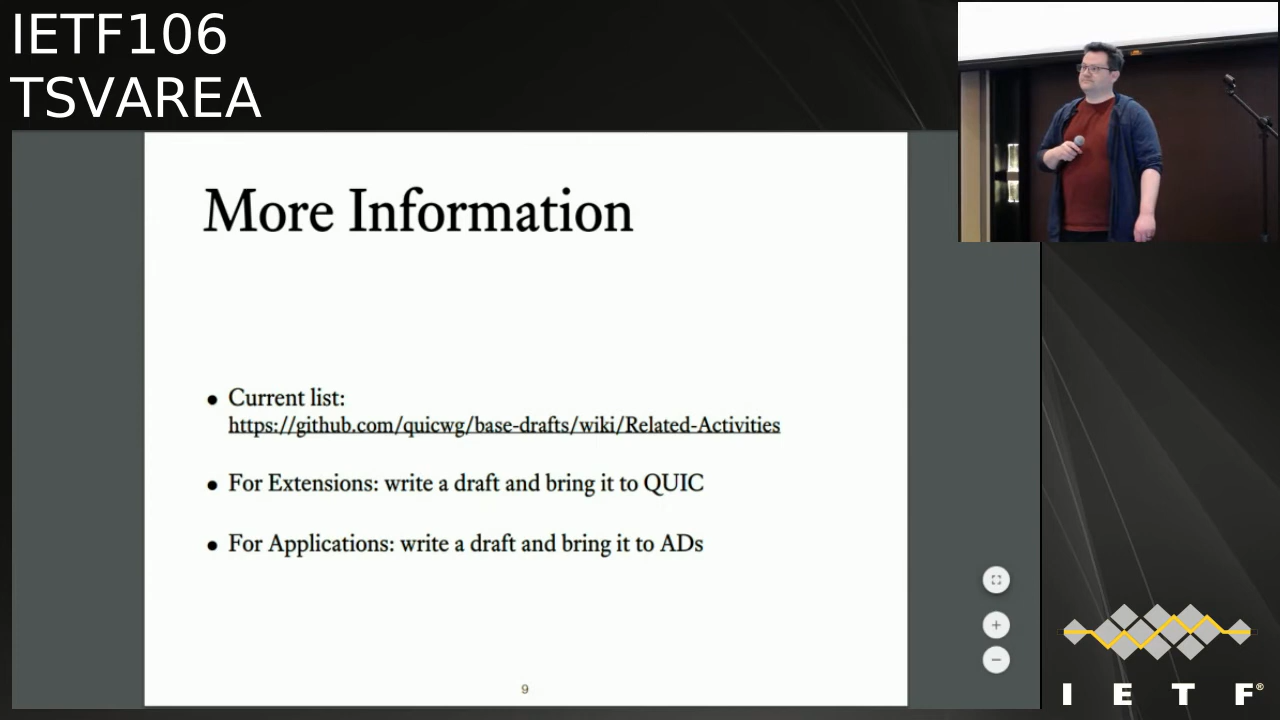 IETF106
TSVAREA
More Information
• Current list:
https://github.com/quicwg/base-drafts/wiki/Related-Activities
• For Extensions: write a draft and bring it to QUIC
• For Applications: write a draft and bring it to ADs
9
I E T F®